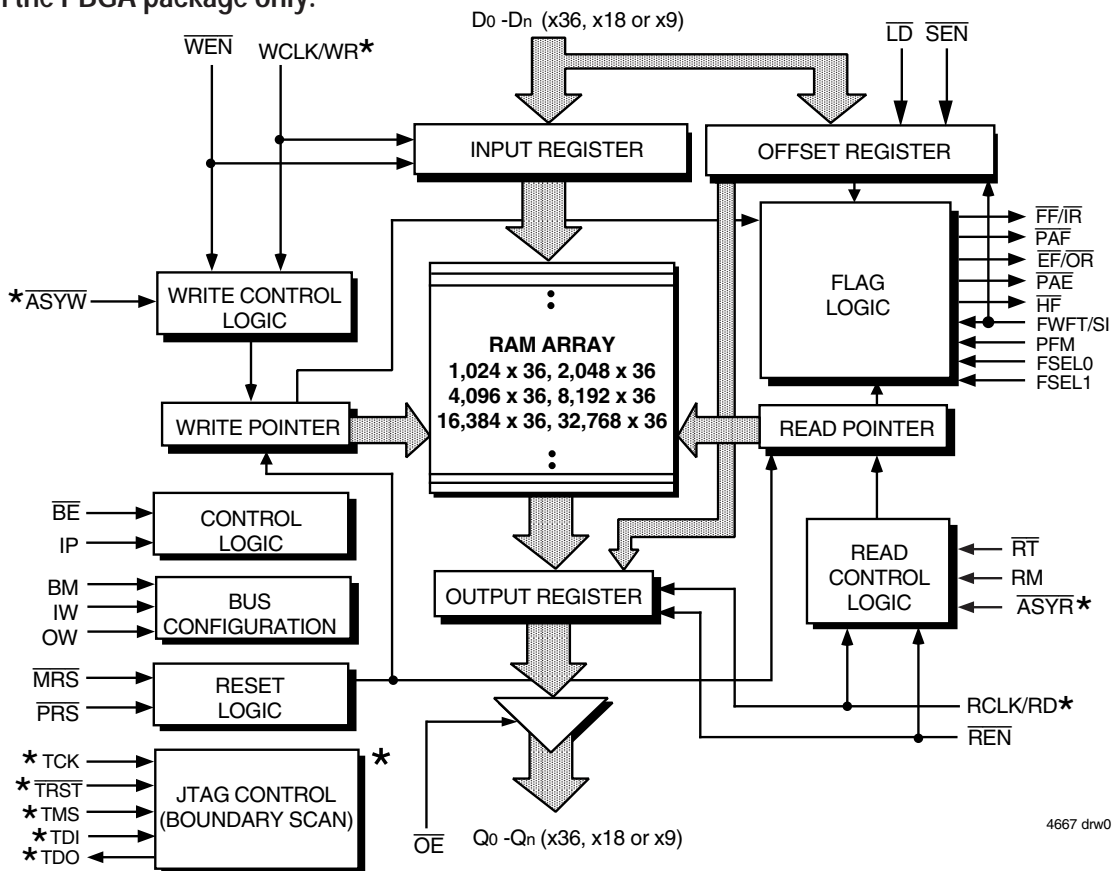 the PBGA package only.
D0 -Dn (x36, x18 or x9)
WEN
WCLK/WR*
LD
SEN
INPUT REGISTER
OFFSET REGISTER
*ASYW
WRITE CONTROL
LOGIC
RAM ARRAY
1,024 x 36, 2,048 x 36
4,096 x 36, 8,192 x 36
16,384 x 36, 32,768 x 36
FLAG
LOGIC
FF/IR
PAF
EF/OR
PAE
HF
FWFT/SI
PFM
FSEL0
FSEL1
WRITE POINTER
READ POINTER
BE
IP
CONTROL
LOGIC
READ
CONTROL
LOGIC
RT
RM
ASYR*
BM
IW
OW
BUS
CONFIGURATION
OUTPUT REGISTER
MRS
PRS
RESET
LOGIC
RCLK/RD*
REN
*TCK
*TRST
*TMS
*TDI
*TDO
JTAG CONTROL
(BOUNDARY SCAN)
*
OE
Q0 -Qn (x36, x18 or x9)
4667 drw0